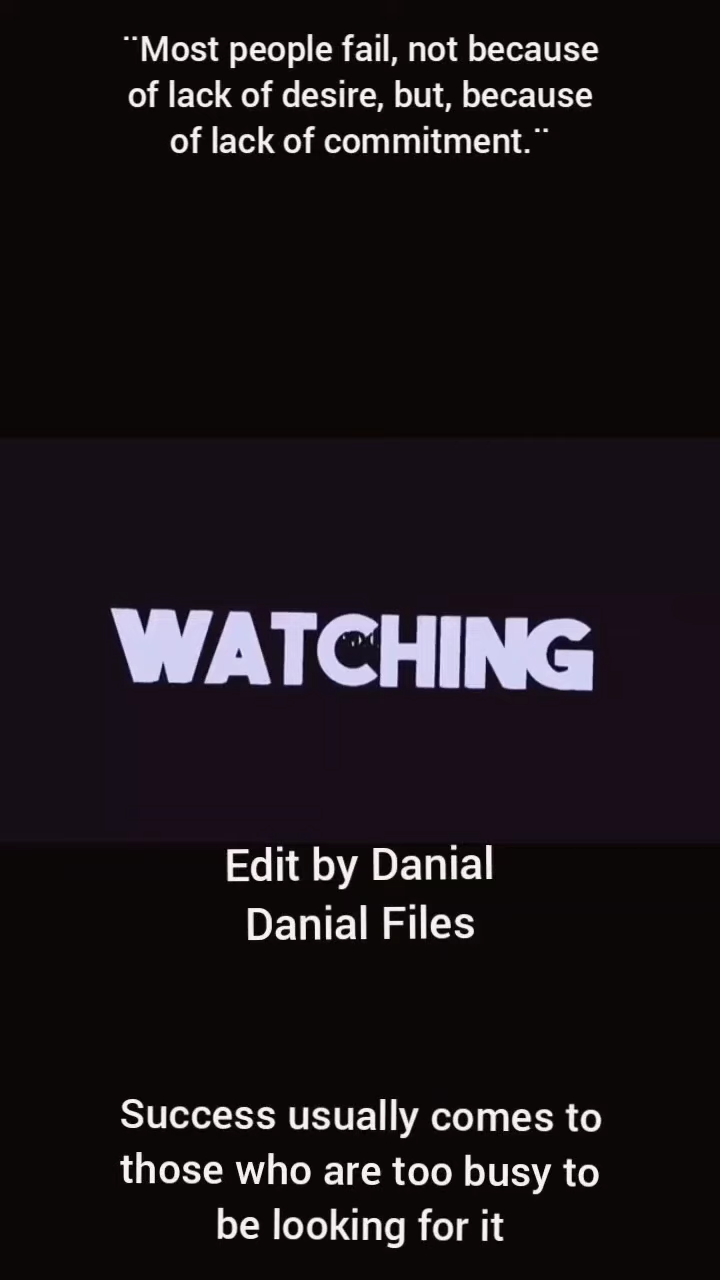 ¨Most people fail, not because
of lack of desire, but, because
of lack of commitment.¨
WATCHING
Edit by Danial
Danial Files
Success usually comes to
those who are too busy to
be looking for it